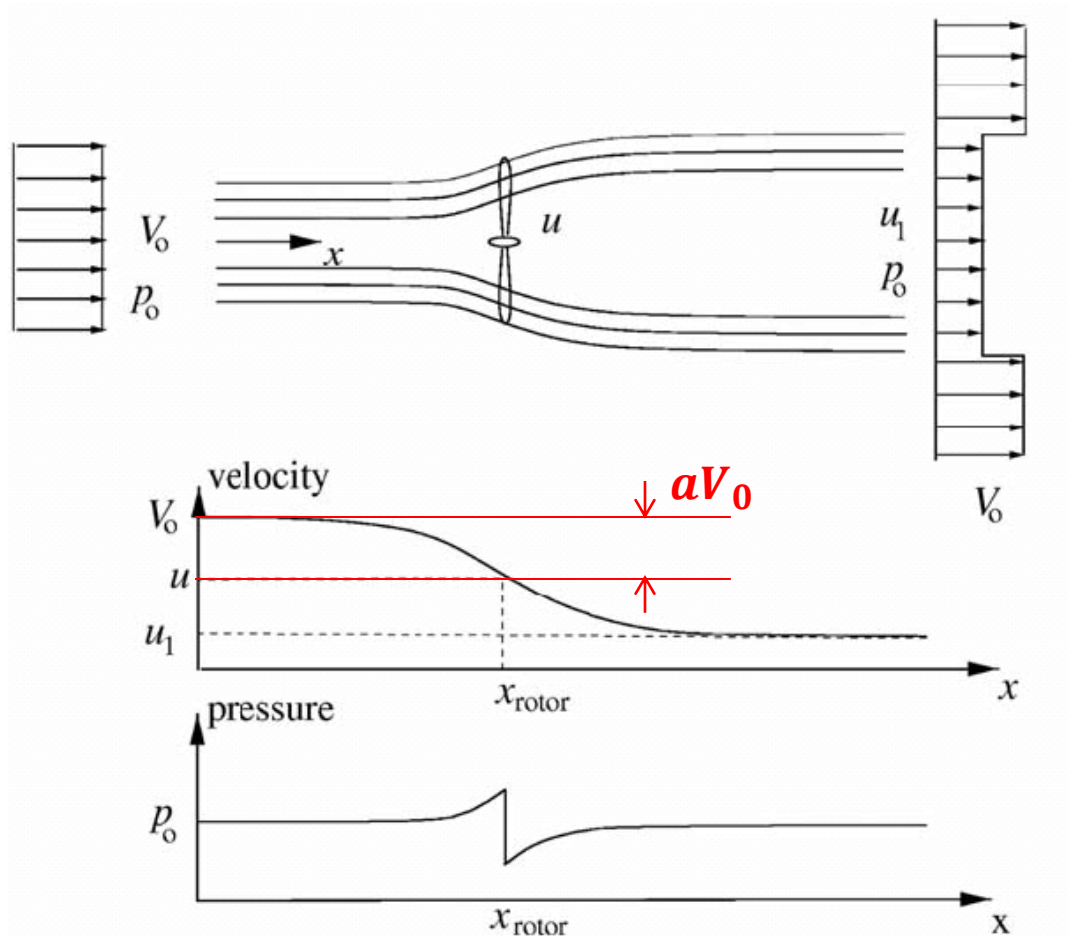 V₀
p₀
x
u
u₁
p₀
V₀
velocity
V₀
u
u₁
aV₀
x_rotor
x
pressure
p₀
x_rotor
x